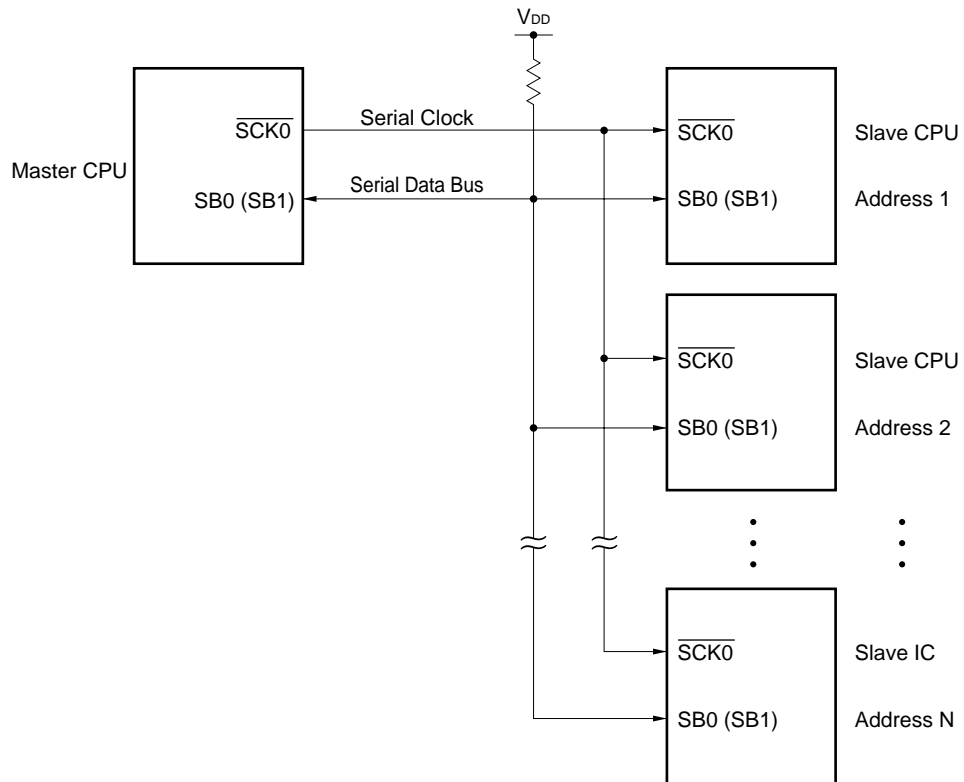 VDD
SCK0
Serial Clock
SCK0
Slave CPU
Master CPU
SB0 (SB1)
Serial Data Bus
SB0 (SB1)
Address 1
SCK0
Slave CPU
SB0 (SB1)
Address 2
SCK0
Slave IC
SB0 (SB1)
Address N